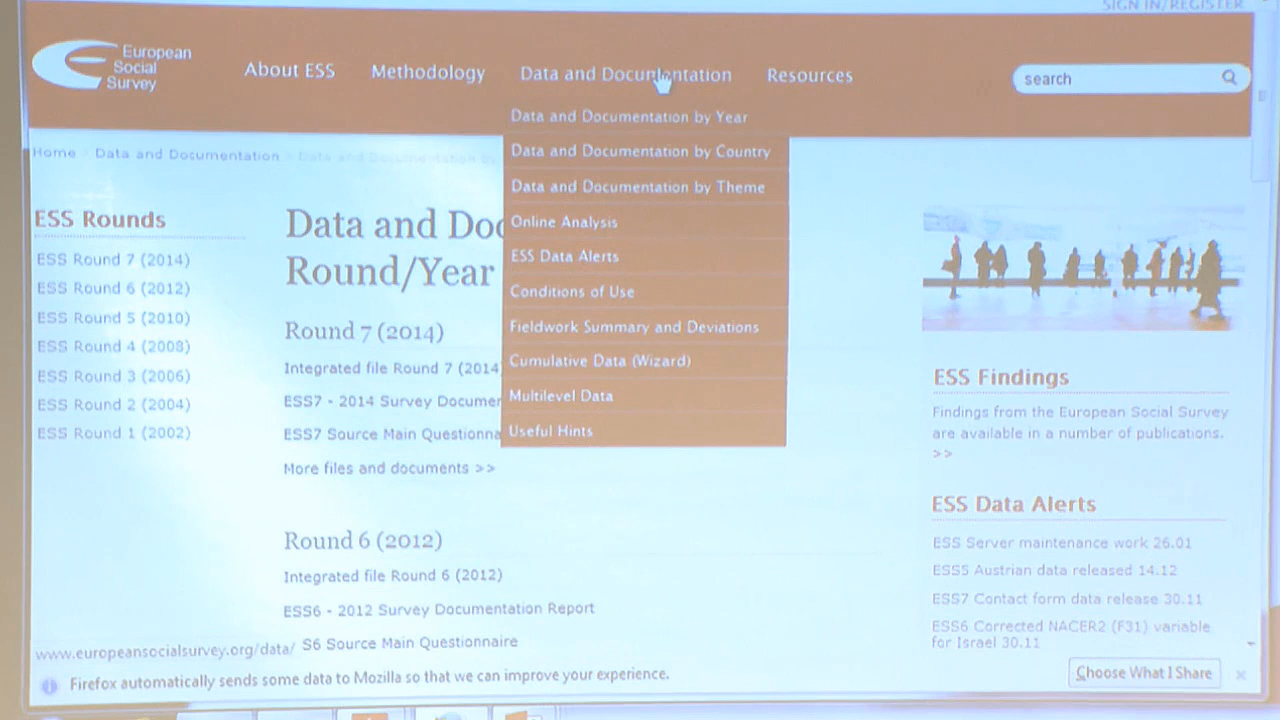 SIGN IN/REGISTER
European
Social
Survey
About ESS
Methodology
Data and Documentation
Resources
search
Data and Documentation by Year
Data and Documentation by Country
Data and Documentation by Theme
Online Analysis
ESS Data Alerts
Conditions of Use
Fieldwork Summary and Deviations
Cumulative Data (Wizard)
Multilevel Data
Useful Hints
Home
Data and Documentation
Data and Documentation by
ESS Rounds
ESS Round 7 (2014)
ESS Round 6 (2012)
ESS Round 5 (2010)
ESS Round 4 (2008)
ESS Round 3 (2006)
ESS Round 2 (2004)
ESS Round 1 (2002)
Data and Doc
Round/Year
Round 7 (2014)
Integrated file Round 7 (2014
ESS7 - 2014 Survey Documen
ESS7 Source Main Questionna
More files and documents >>
Round 6 (2012)
Integrated file Round 6 (2012)
ESS6 - 2012 Survey Documentation Report
S6 Source Main Questionnaire
ESS Findings
Findings from the European Social Survey
are available in a number of publications.
>>
ESS Data Alerts
ESS Server maintenance work 26.01
ESS5 Austrian data released 14.12
ESS7 Contact form data release 30.11
ESS6 Corrected NACER2 (F31) variable
for Israel 30.11
www.europeansocialsurvey.org/data/
Firefox automatically sends some data to Mozilla so that we can improve your experience.
Choose What I Share